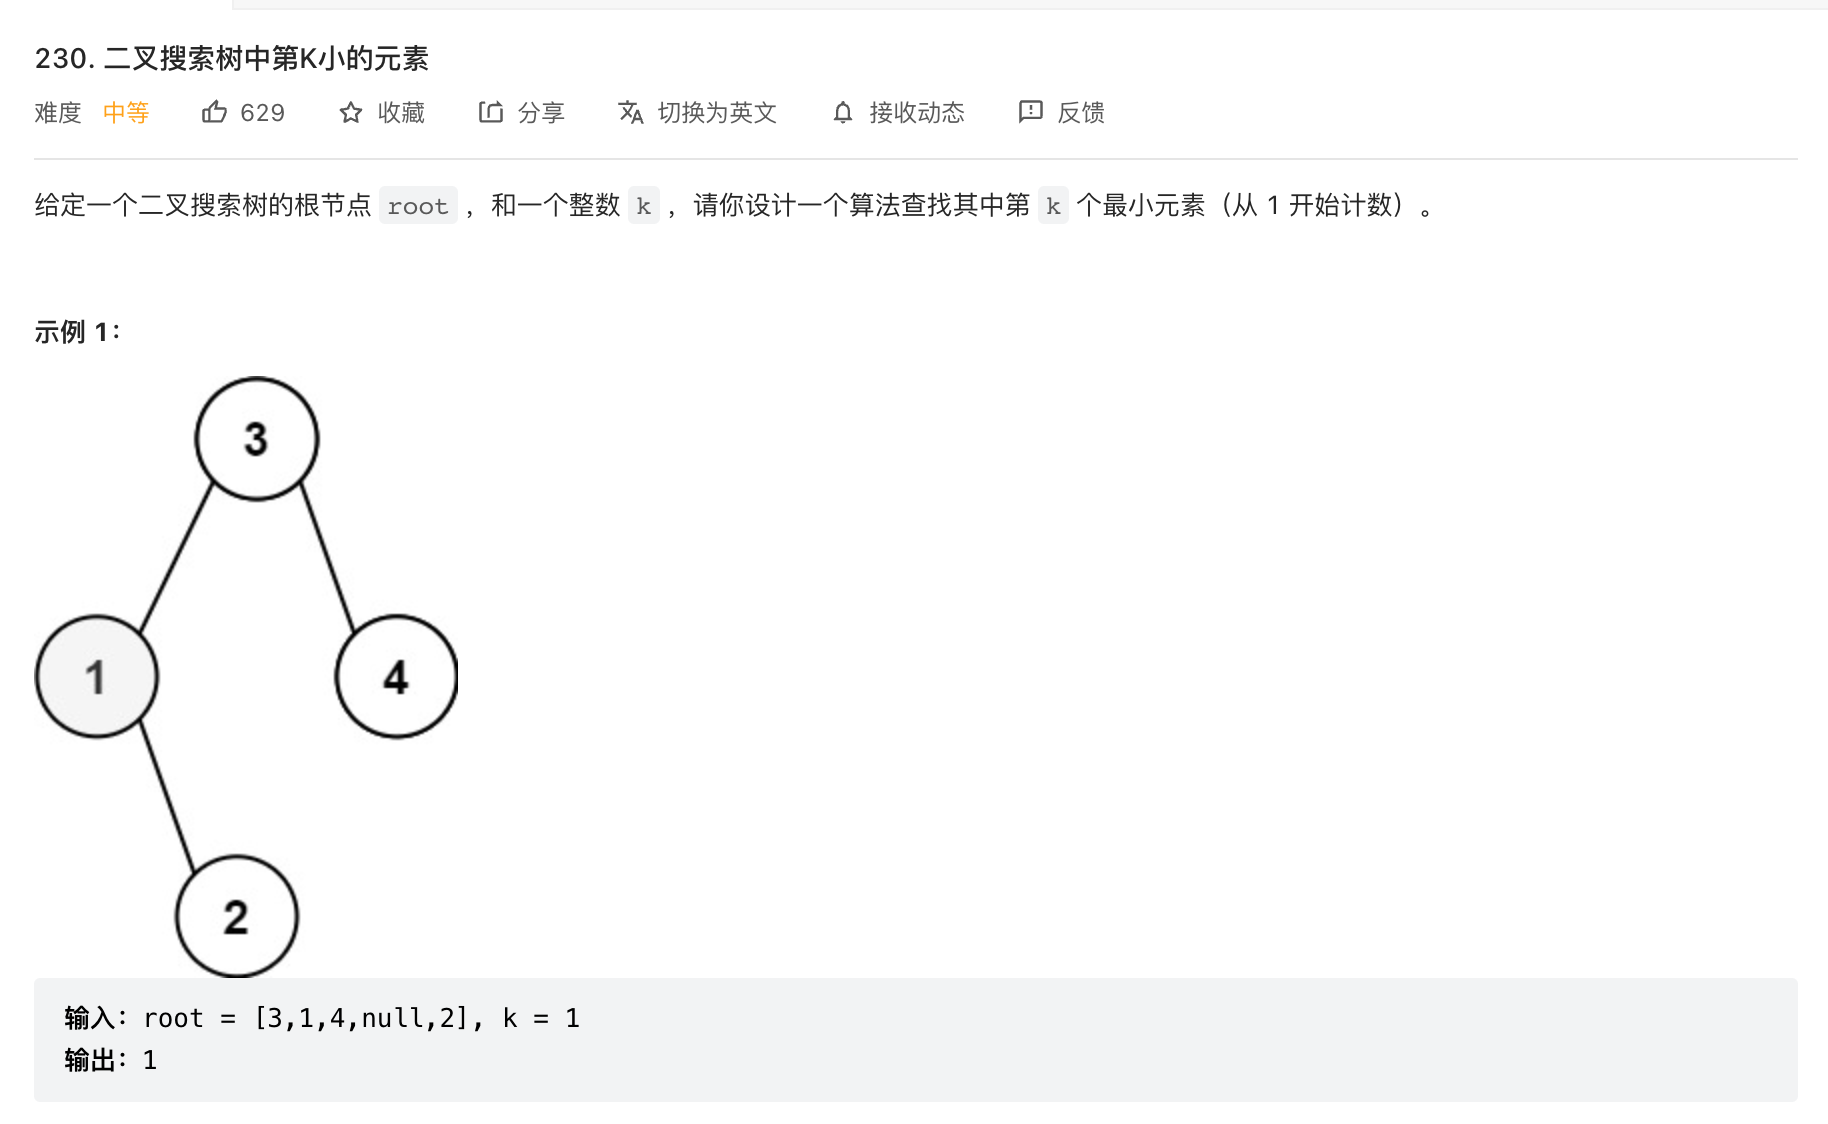 230. 二叉搜索树中第K小的元素
难度 中等 629 收藏 分享 切换为英文 接收动态 反馈
给定一个二叉搜索树的根节点 root ，和一个整数 k ，请你设计一个算法查找其中第 k 个最小元素（从 1 开始计数）。
示例 1：
3
1 4
2
输入：root = [3,1,4,null,2], k = 1
输出：1